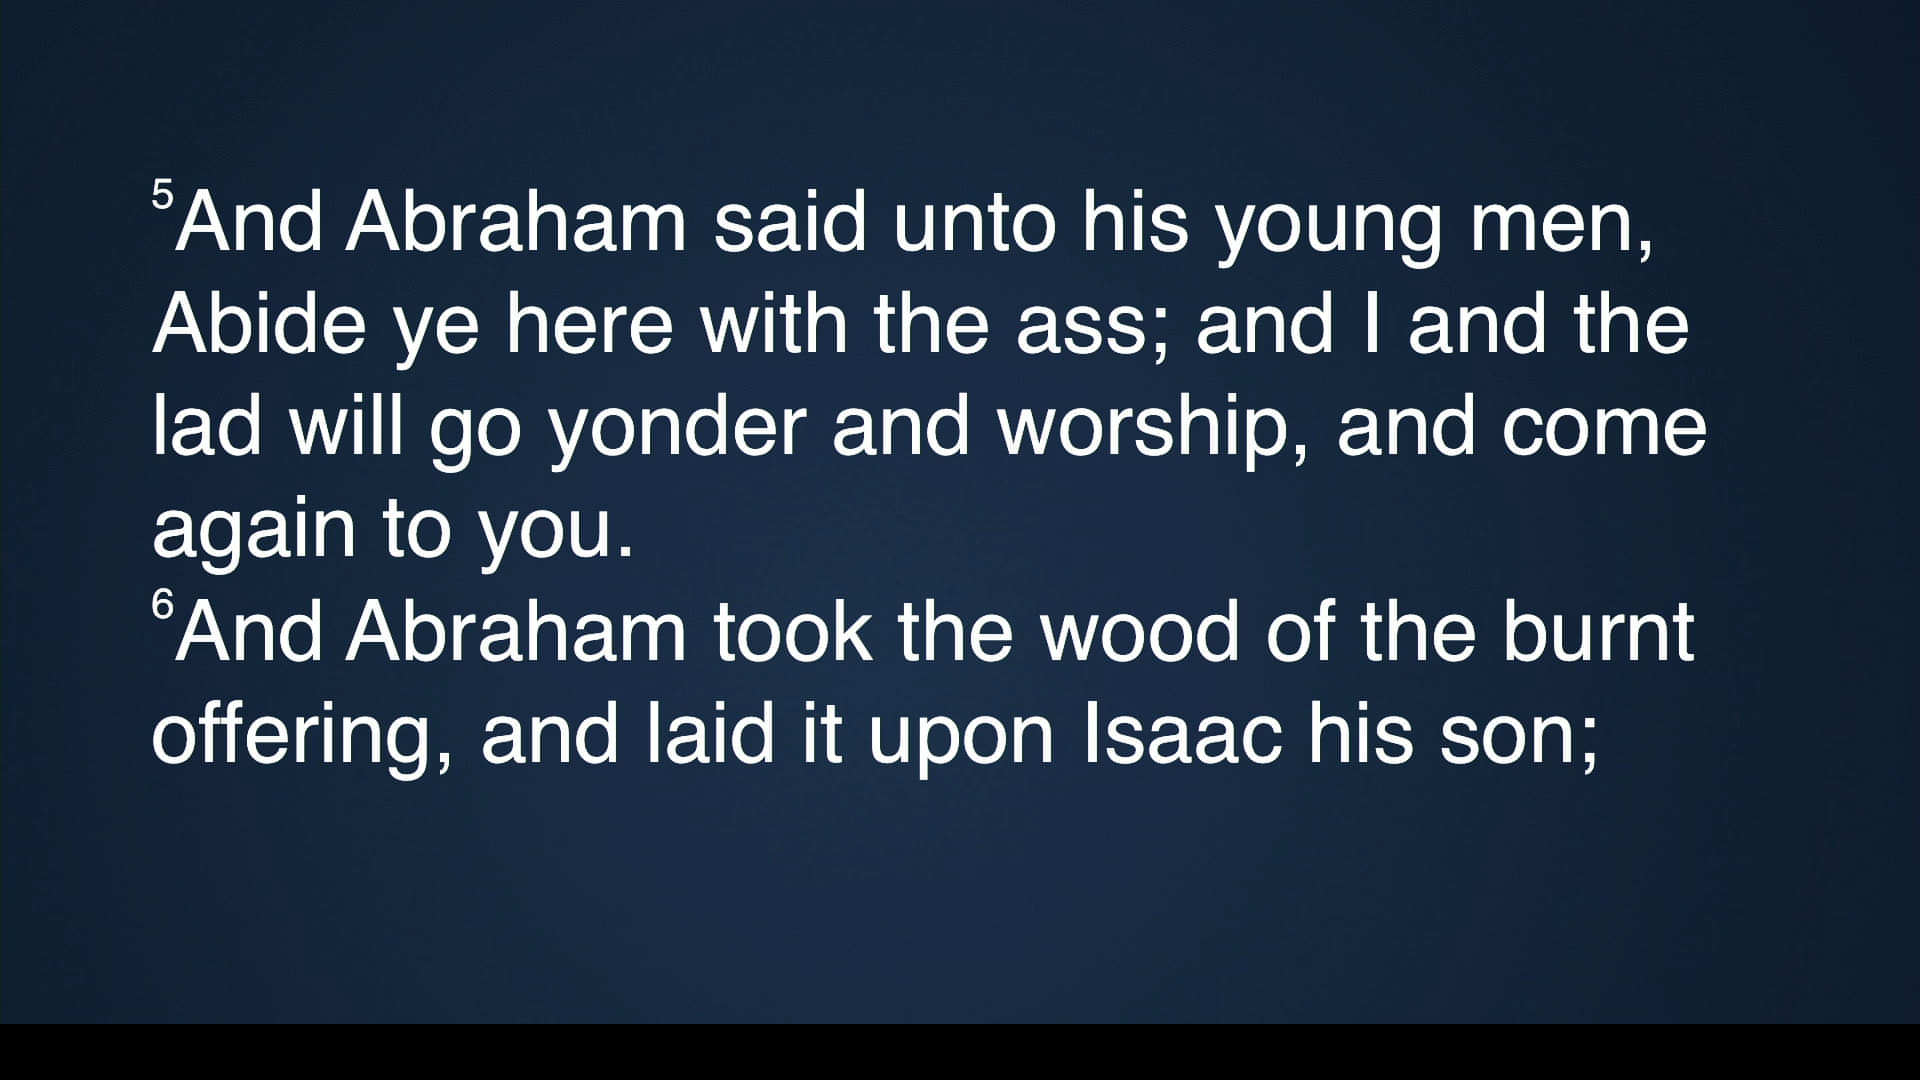 5And Abraham said unto his young men,
Abide ye here with the ass; and I and the
lad will go yonder and worship, and come
again to you.
6And Abraham took the wood of the burnt
offering, and laid it upon Isaac his son;